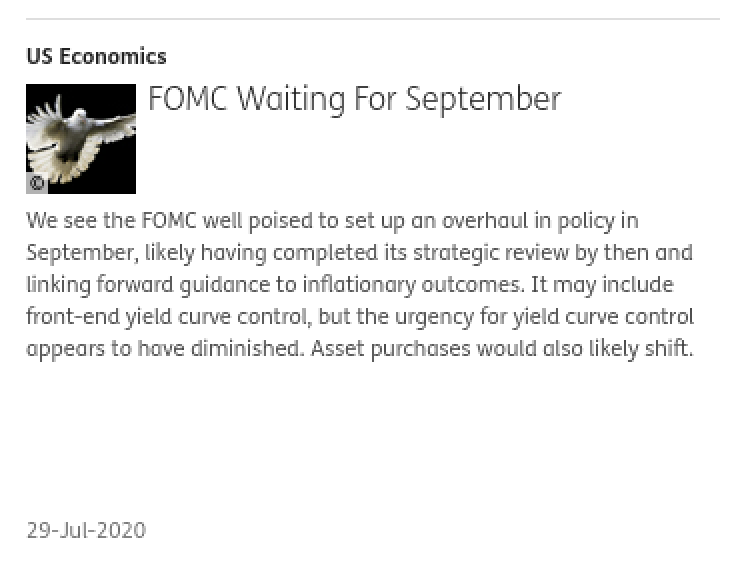 US Economics
FOMC Waiting For September
©
We see the FOMC well poised to set up an overhaul in policy in
September, likely having completed its strategic review by then and
linking forward guidance to inflationary outcomes. It may include
front-end yield curve control, but the urgency for yield curve control
appears to have diminished. Asset purchases would also likely shift.
29-Jul-2020